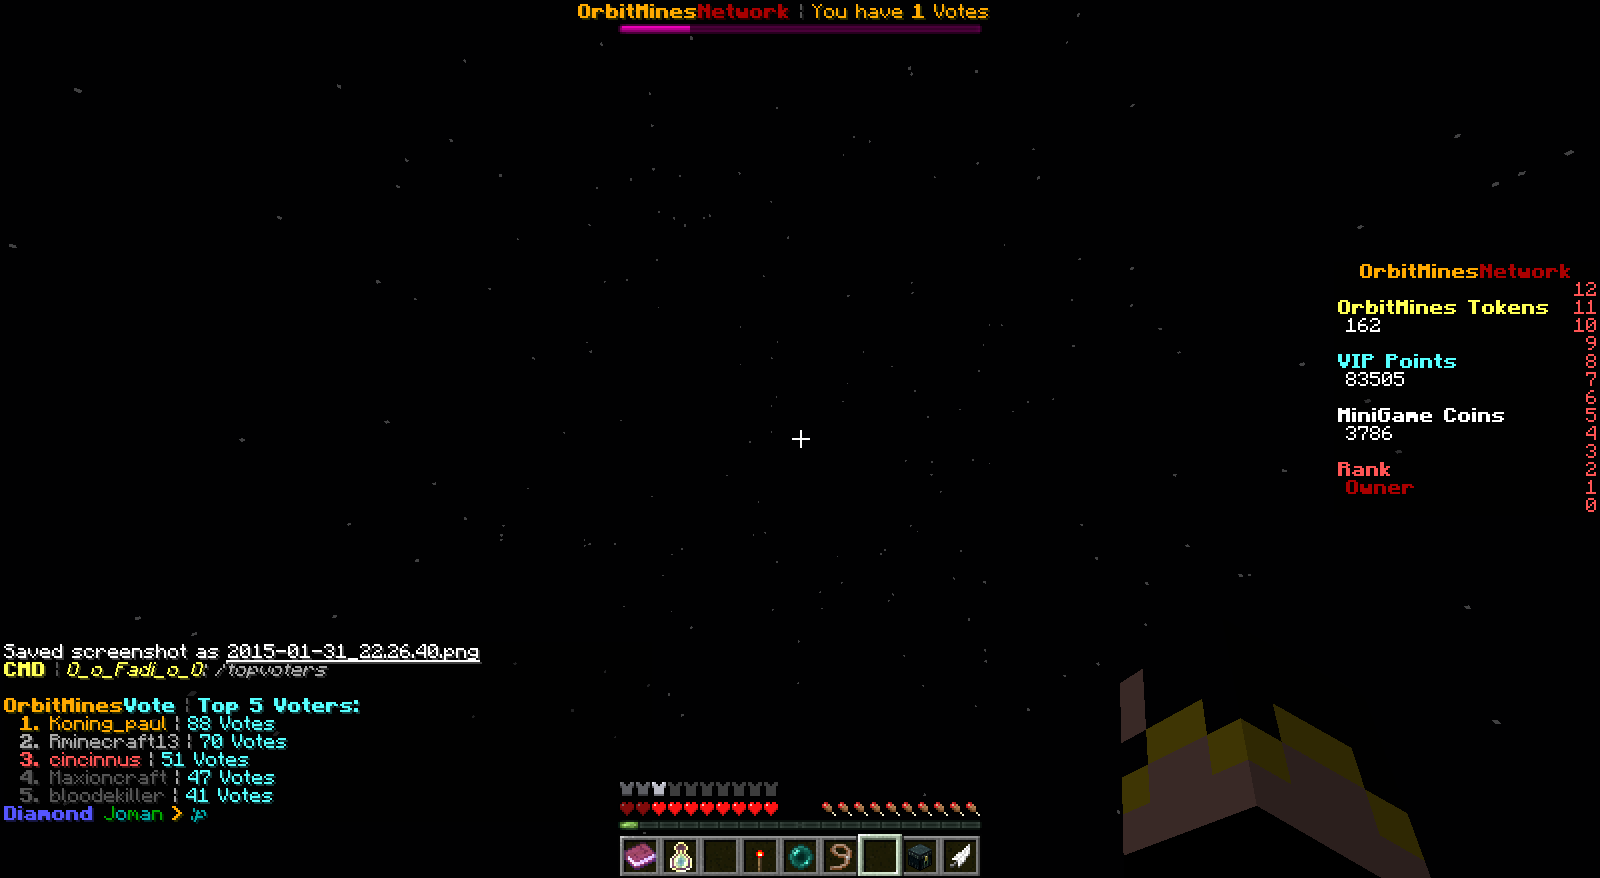 OrbitMinesNetwork | You have 1 Votes
OrbitMinesNetwork
12
OrbitMines Tokens 11
162 10
9
VIP Points 8
83505 7
6
MiniGame Coins 5
3786 4
3
Rank 2
Owner 1
0
Saved screenshot as 2015-01-31_22.26.40.png
CMD | O_o_Fadi_o_O: /topvoters
OrbitMinesVote | Top 5 Voters:
1. Koning_paul | 88 Votes
2. Rminecraft13 | 70 Votes
3. cincinnus | 51 Votes
4. Maxioncraft | 47 Votes
5. bloodekiller | 41 Votes
Diamond Joman > :p